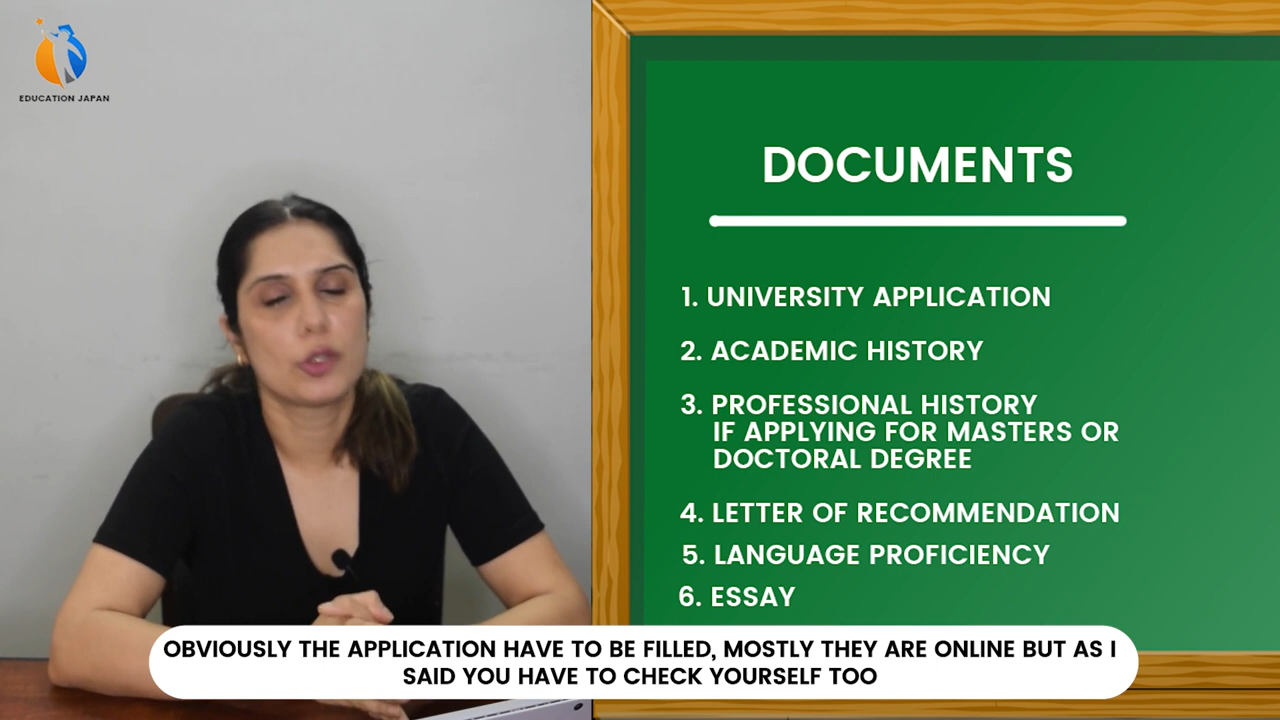 EDUCATION JAPAN
DOCUMENTS
1. UNIVERSITY APPLICATION
2. ACADEMIC HISTORY
3. PROFESSIONAL HISTORY
IF APPLYING FOR MASTERS OR
DOCTORAL DEGREE
4. LETTER OF RECOMMENDATION
5. LANGUAGE PROFICIENCY
6. ESSAY
OBVIOUSLY THE APPLICATION HAVE TO BE FILLED, MOSTLY THEY ARE ONLINE BUT AS I
SAID YOU HAVE TO CHECK YOURSELF TOO